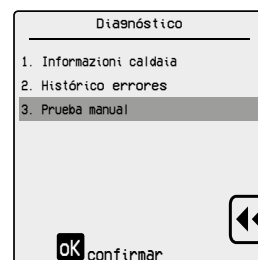 Diagnóstico
1. Informazioni caldaia
2. Histórico errores
3. Prueba manual
oK confirmar